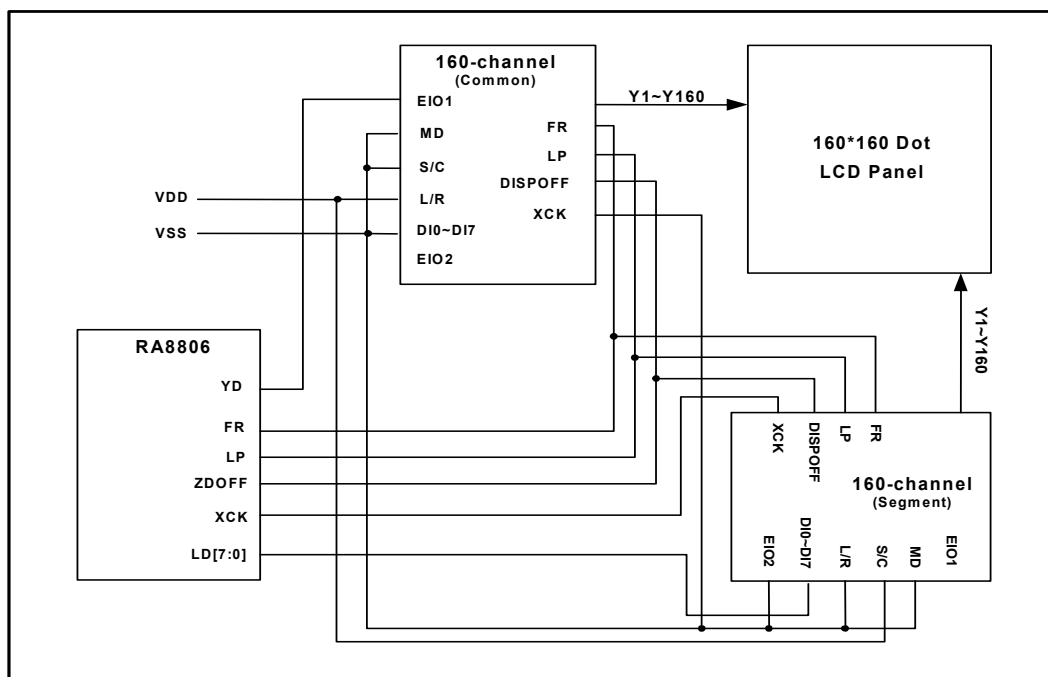 160-channel
(Common)
EIO1
MD
S/C
L/R
DI0~DI7
EIO2
FR
LP
DISPOFF
XCK
Y1~Y160
160*160 Dot
LCD Panel
VDD
VSS
RA8806
YD
FR
LP
ZDOFF
XCK
LD[7:0]
Y1~Y160
XCK
DISPOFF
LP
FR
160-channel
(Segment)
EIO2
DI0~DI7
L/R
S/C
MD
EIO1